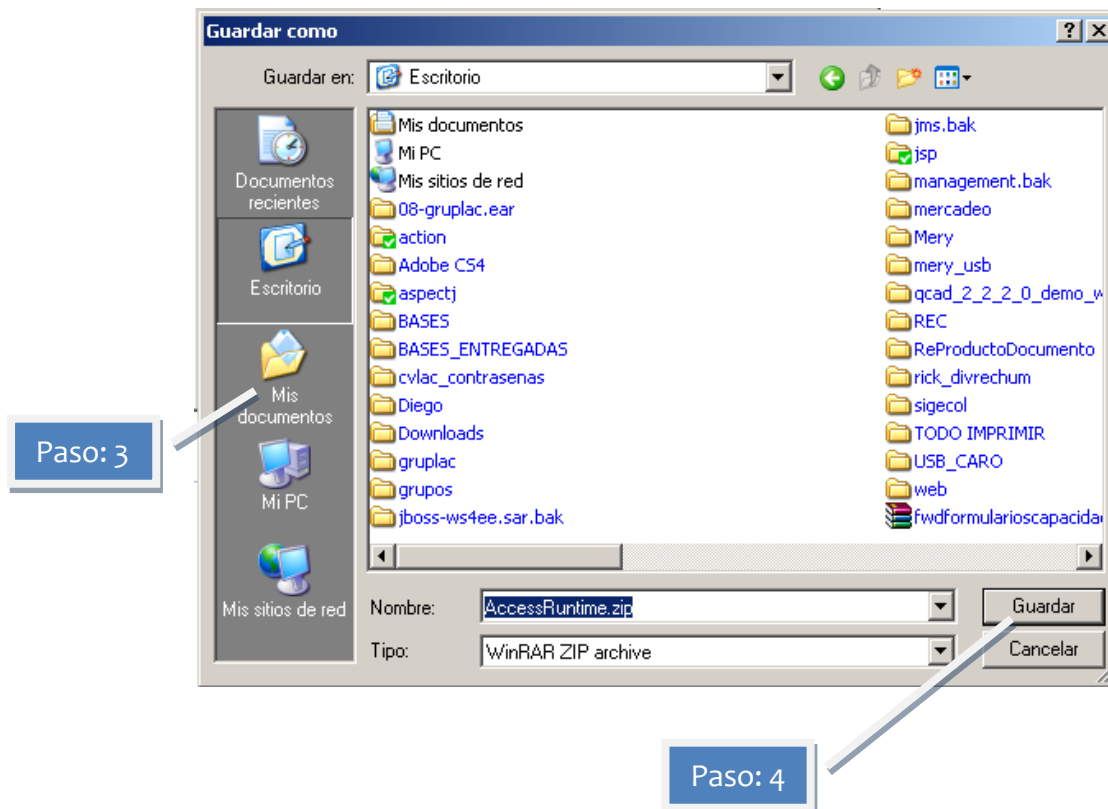 Guardar como
Guardar en:
Escritorio
Documentos
recientes
Escritorio
Mis
documentos
Mi PC
Mis sitios de red
Mis documentos
Mi PC
Mis sitios de red
08-gruplac.ear
action
Adobe CS4
aspectj
BASES
BASES_ENTREGADAS
cvlac_contrasenas
Diego
Downloads
gruplac
grupos
jboss-ws4ee.sar.bak
jms.bak
jsp
management.bak
mercadeo
Mery
mery_usb
qcad_2_2_2_0_demo_w
REC
ReProductoDocumento
rick_divrechum
sigecol
TODO IMPRIMIR
USB_CARO
web
fwdformularioscapacida
Nombre:
AccessRuntime.zip
Guardar
Tipo:
WinRAR ZIP archive
Cancelar
Paso: 3
Paso: 4